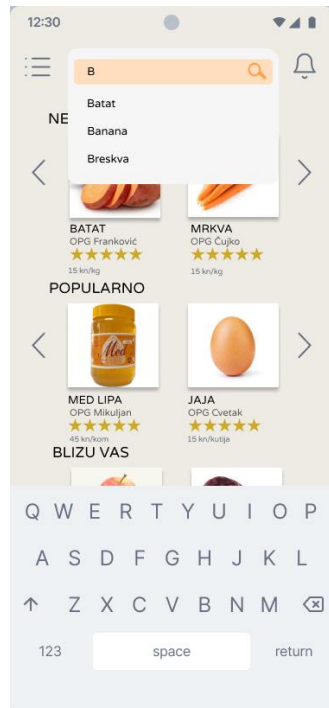 12:30
B
Batat
Banana
Breskva
NE
BATAT
OPG Franković
15 kn/kg
MRKVA
OPG Čujko
15 kn/kg
POPULARNO
Med
MED LIPA
OPG Mikuljan
45 kn/kom
JAJA
OPG Cvetak
15 kn/kutija
BLIZU VAS
Q W E R T Y U I O P
A S D F G H J K L
Z X C V B N M
123 space return